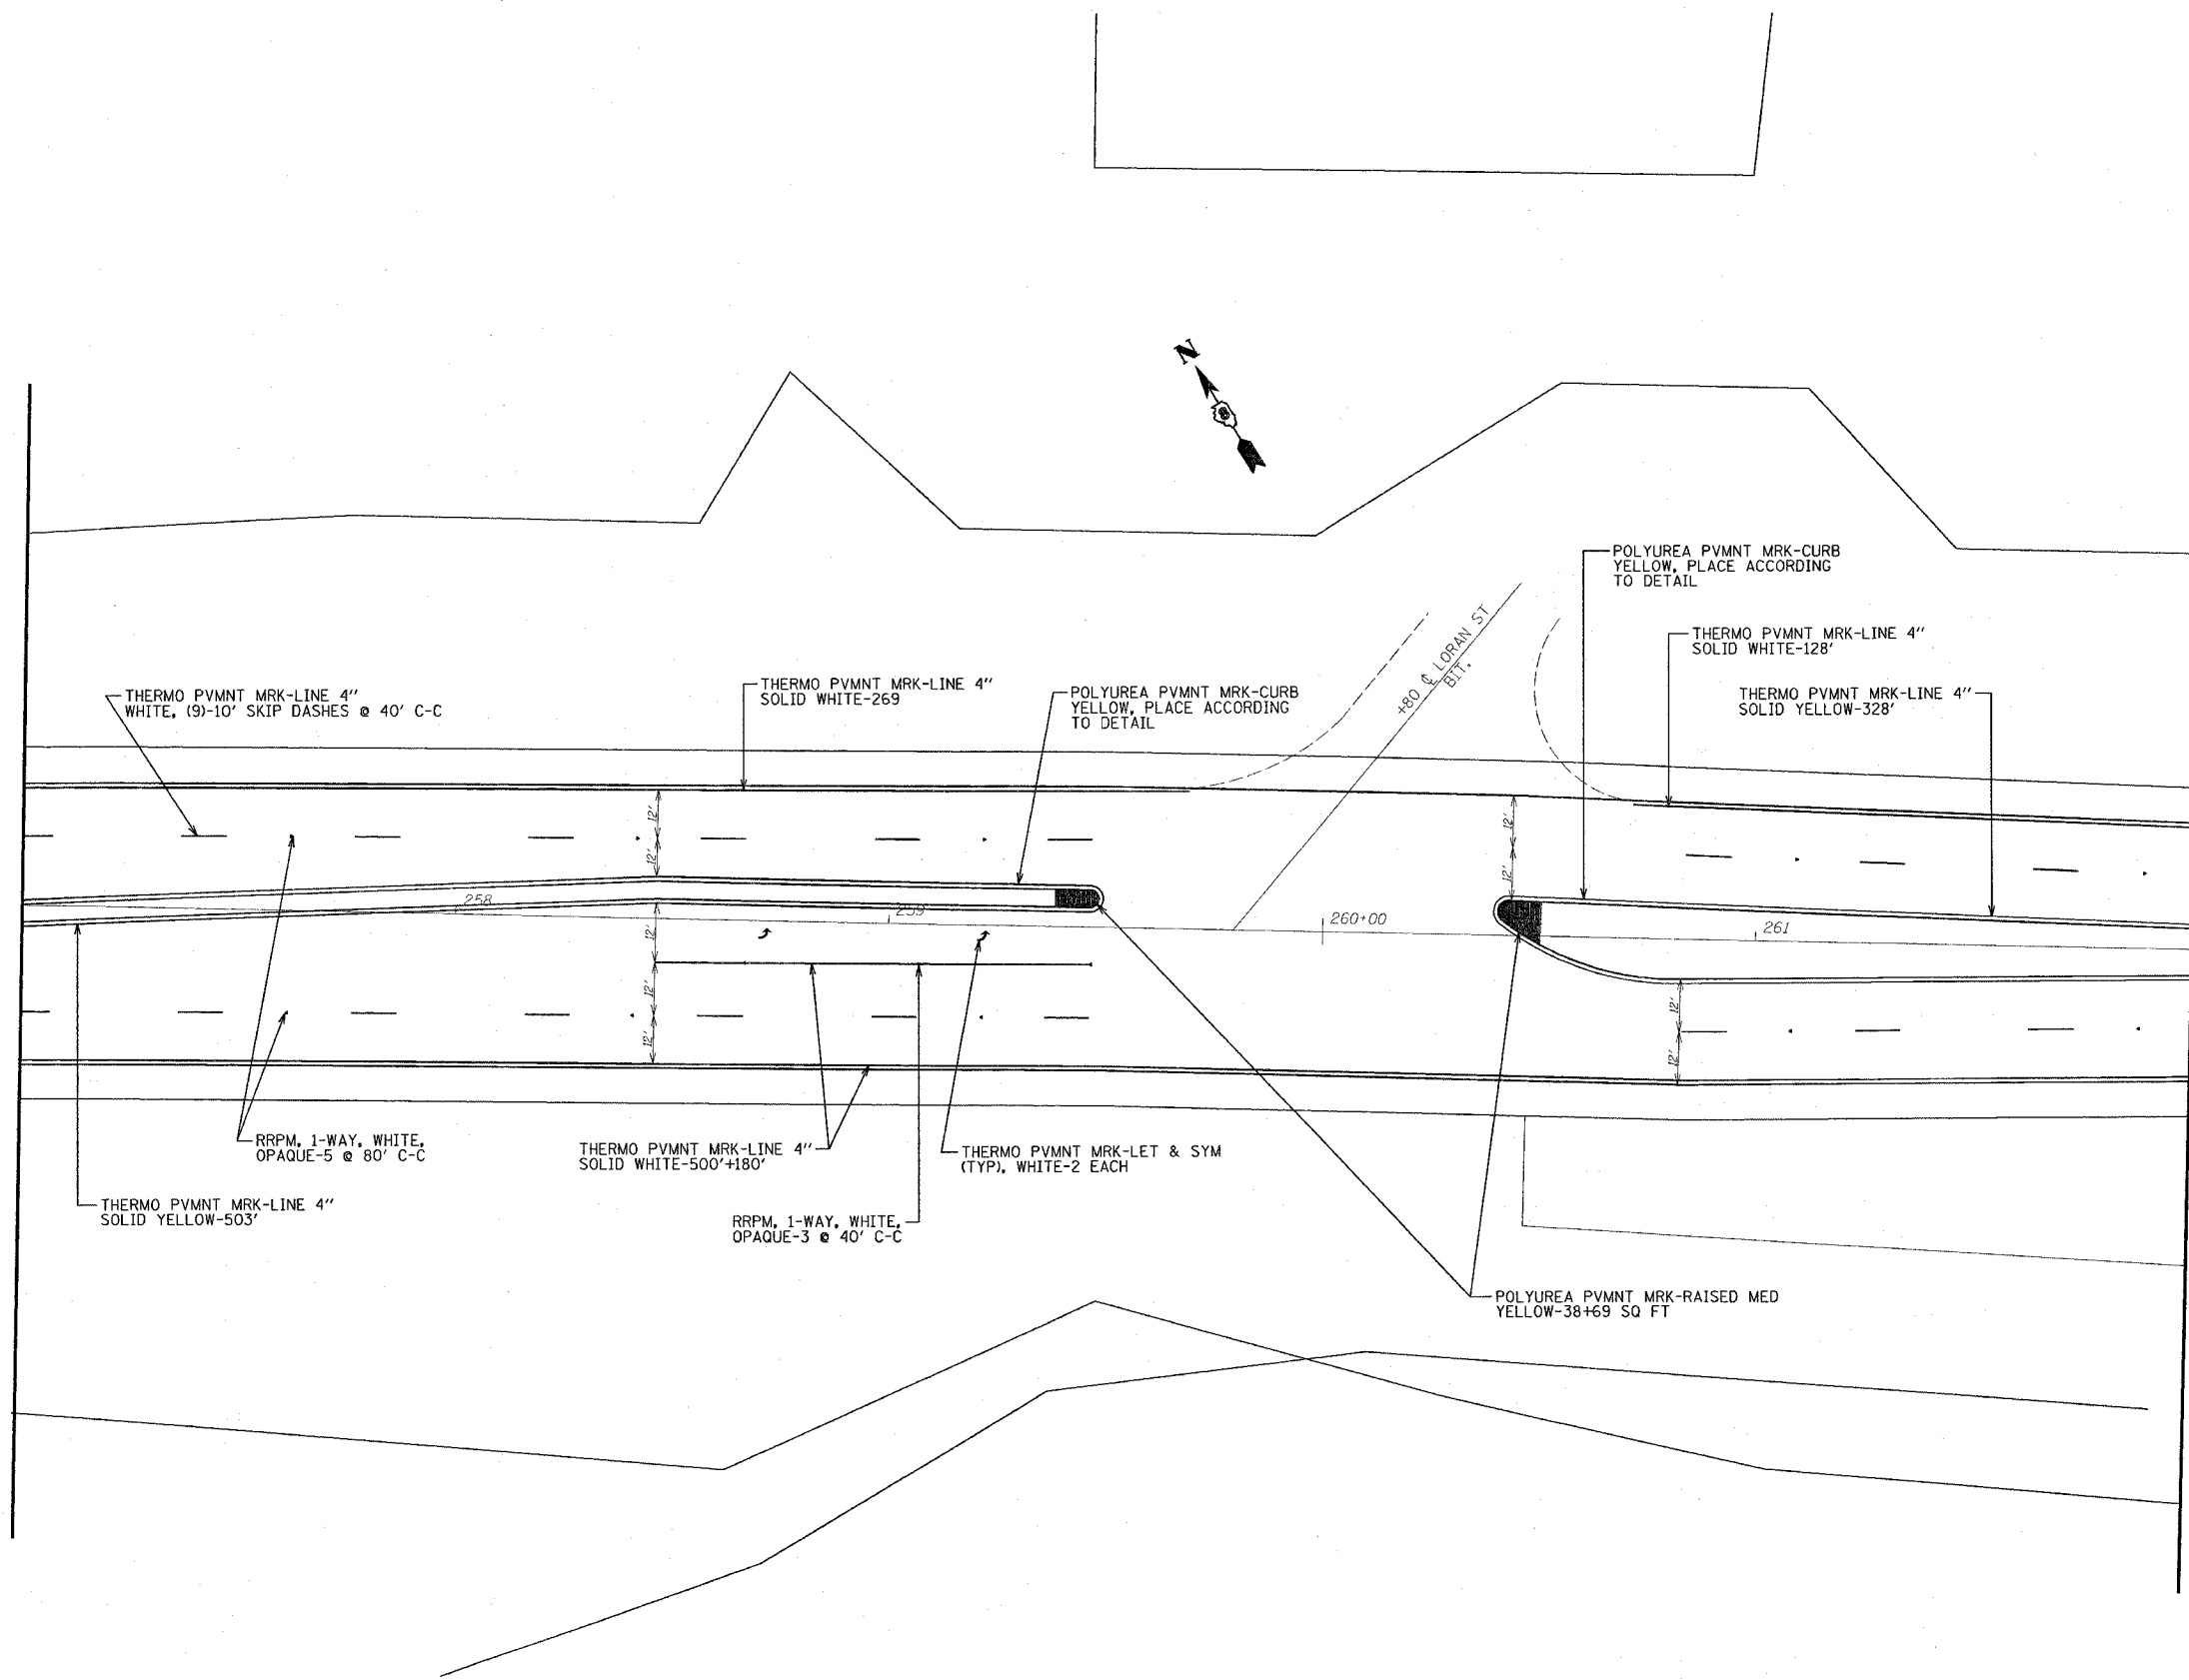 N
POLYUREA PVMNT MRK-CURB
YELLOW, PLACE ACCORDING
TO DETAIL
THERMO PVMNT MRK-LINE 4"
SOLID WHITE-128'
THERMO PVMNT MRK-LINE 4"
SOLID YELLOW-328'
+80 ℄ LORAN ST
BIT.
THERMO PVMNT MRK-LINE 4"
WHITE, (9)-10' SKIP DASHES @ 40' C-C
THERMO PVMNT MRK-LINE 4"
SOLID WHITE-269
POLYUREA PVMNT MRK-CURB
YELLOW, PLACE ACCORDING
TO DETAIL
12'
12'
12'
12'
258
259
260+00
261
12'
12'
12'
12'
12'
RRPM, 1-WAY, WHITE,
OPAQUE-5 @ 80' C-C
THERMO PVMNT MRK-LINE 4"
SOLID WHITE-500'+180'
THERMO PVMNT MRK-LET & SYM
(TYP), WHITE-2 EACH
THERMO PVMNT MRK-LINE 4"
SOLID YELLOW-503'
RRPM, 1-WAY, WHITE,
OPAQUE-3 @ 40' C-C
POLYUREA PVMNT MRK-RAISED MED
YELLOW-38+69 SQ FT